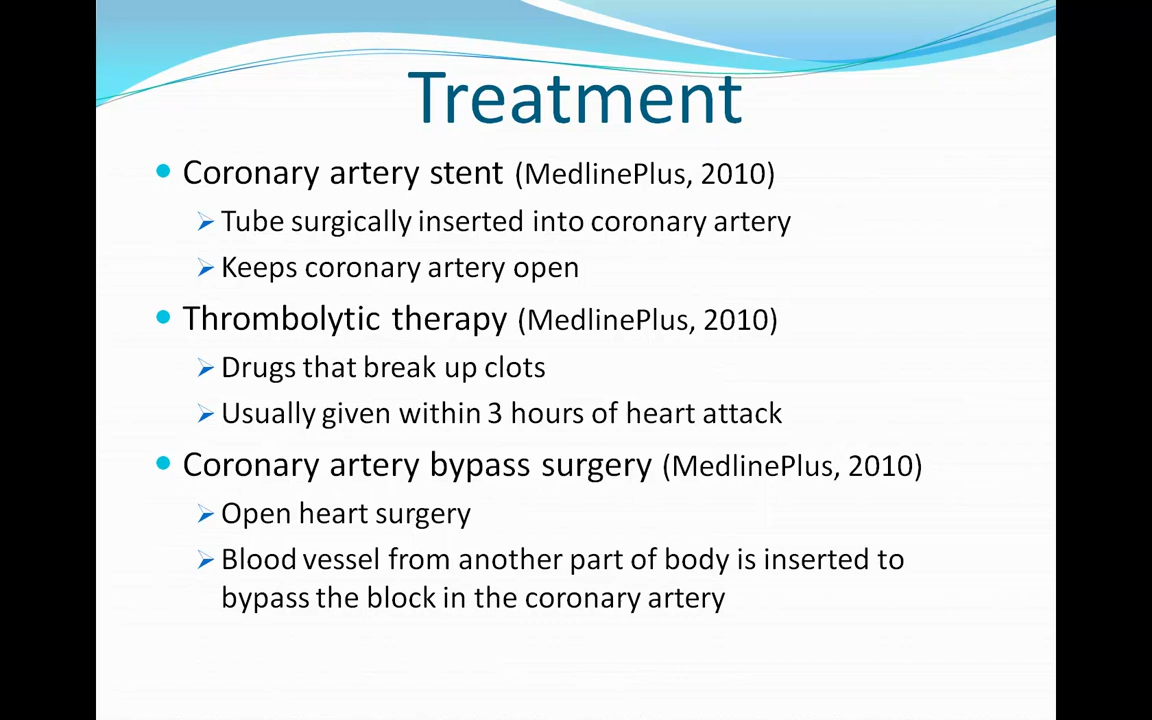 Treatment
Coronary artery stent (MedlinePlus, 2010)
Tube surgically inserted into coronary artery
Keeps coronary artery open
Thrombolytic therapy (MedlinePlus, 2010)
Drugs that break up clots
Usually given within 3 hours of heart attack
Coronary artery bypass surgery (MedlinePlus, 2010)
Open heart surgery
Blood vessel from another part of body is inserted to
bypass the block in the coronary artery